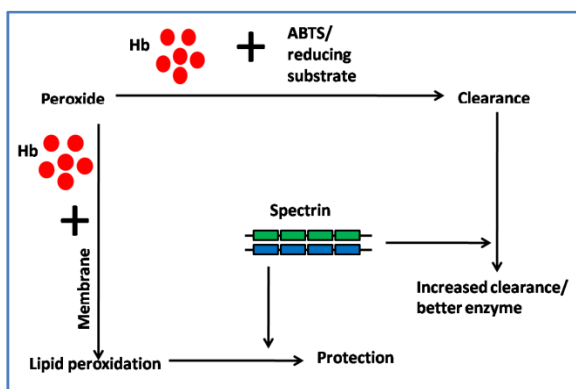 Hb
ABTS/
reducing
substrate
Peroxide
Clearance
Hb
Membrane
Spectrin
Increased clearance/
better enzyme
Lipid peroxidation
Protection